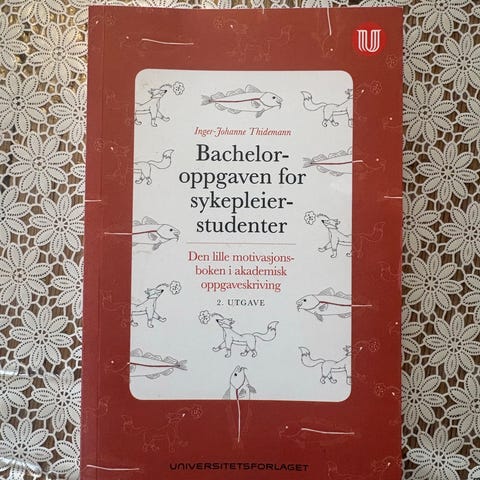 Inger-Johanne Thidemann
Bachelor-
oppgaven for
sykepleier-
studenter
Den lille motivasjons-
boken i akademisk
oppgaveskriving
2. UTGAVE
UNIVERSITETSFORLAGET